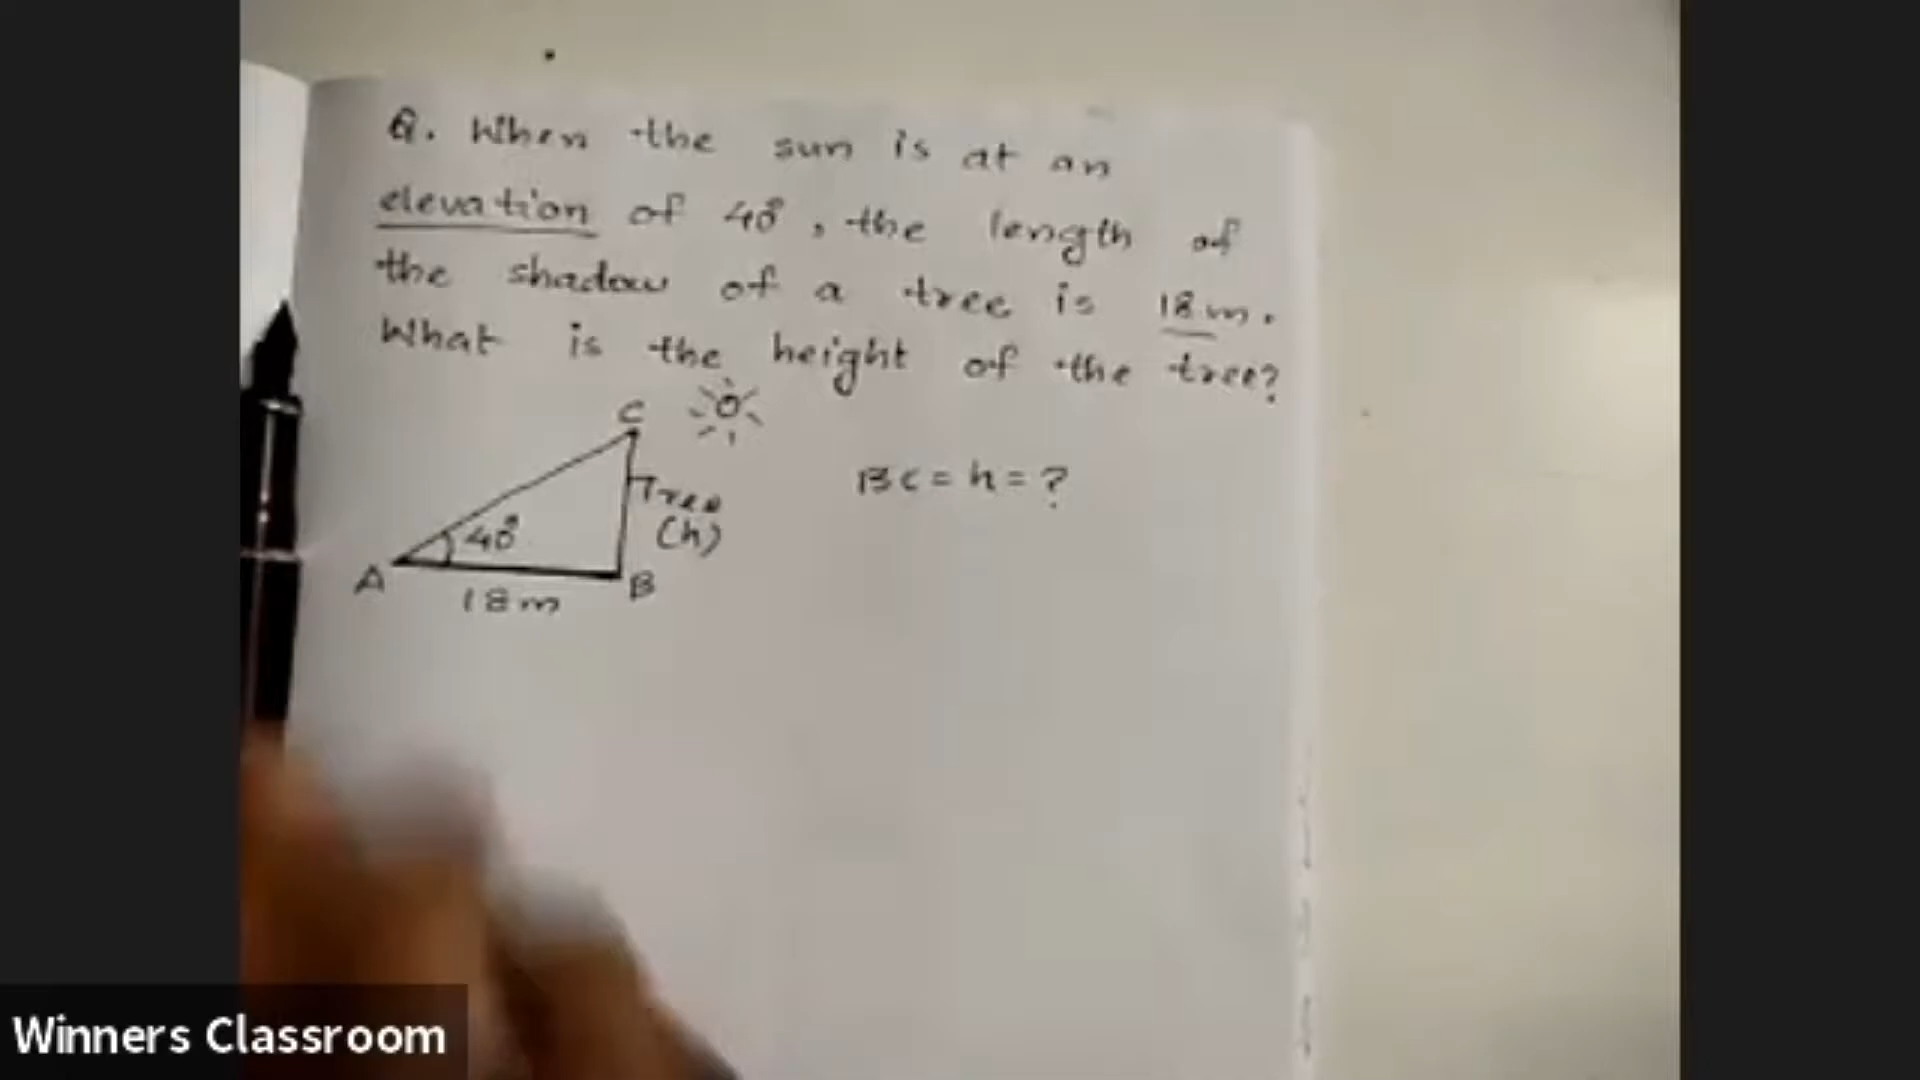 Q. When the sun is at an
elevation of 40°, the length of
the shadow of a tree is 18m.
What is the height of the tree?
C
Tree
BC = h = ?
(h)
40°
A
B
18m
Winners Classroom